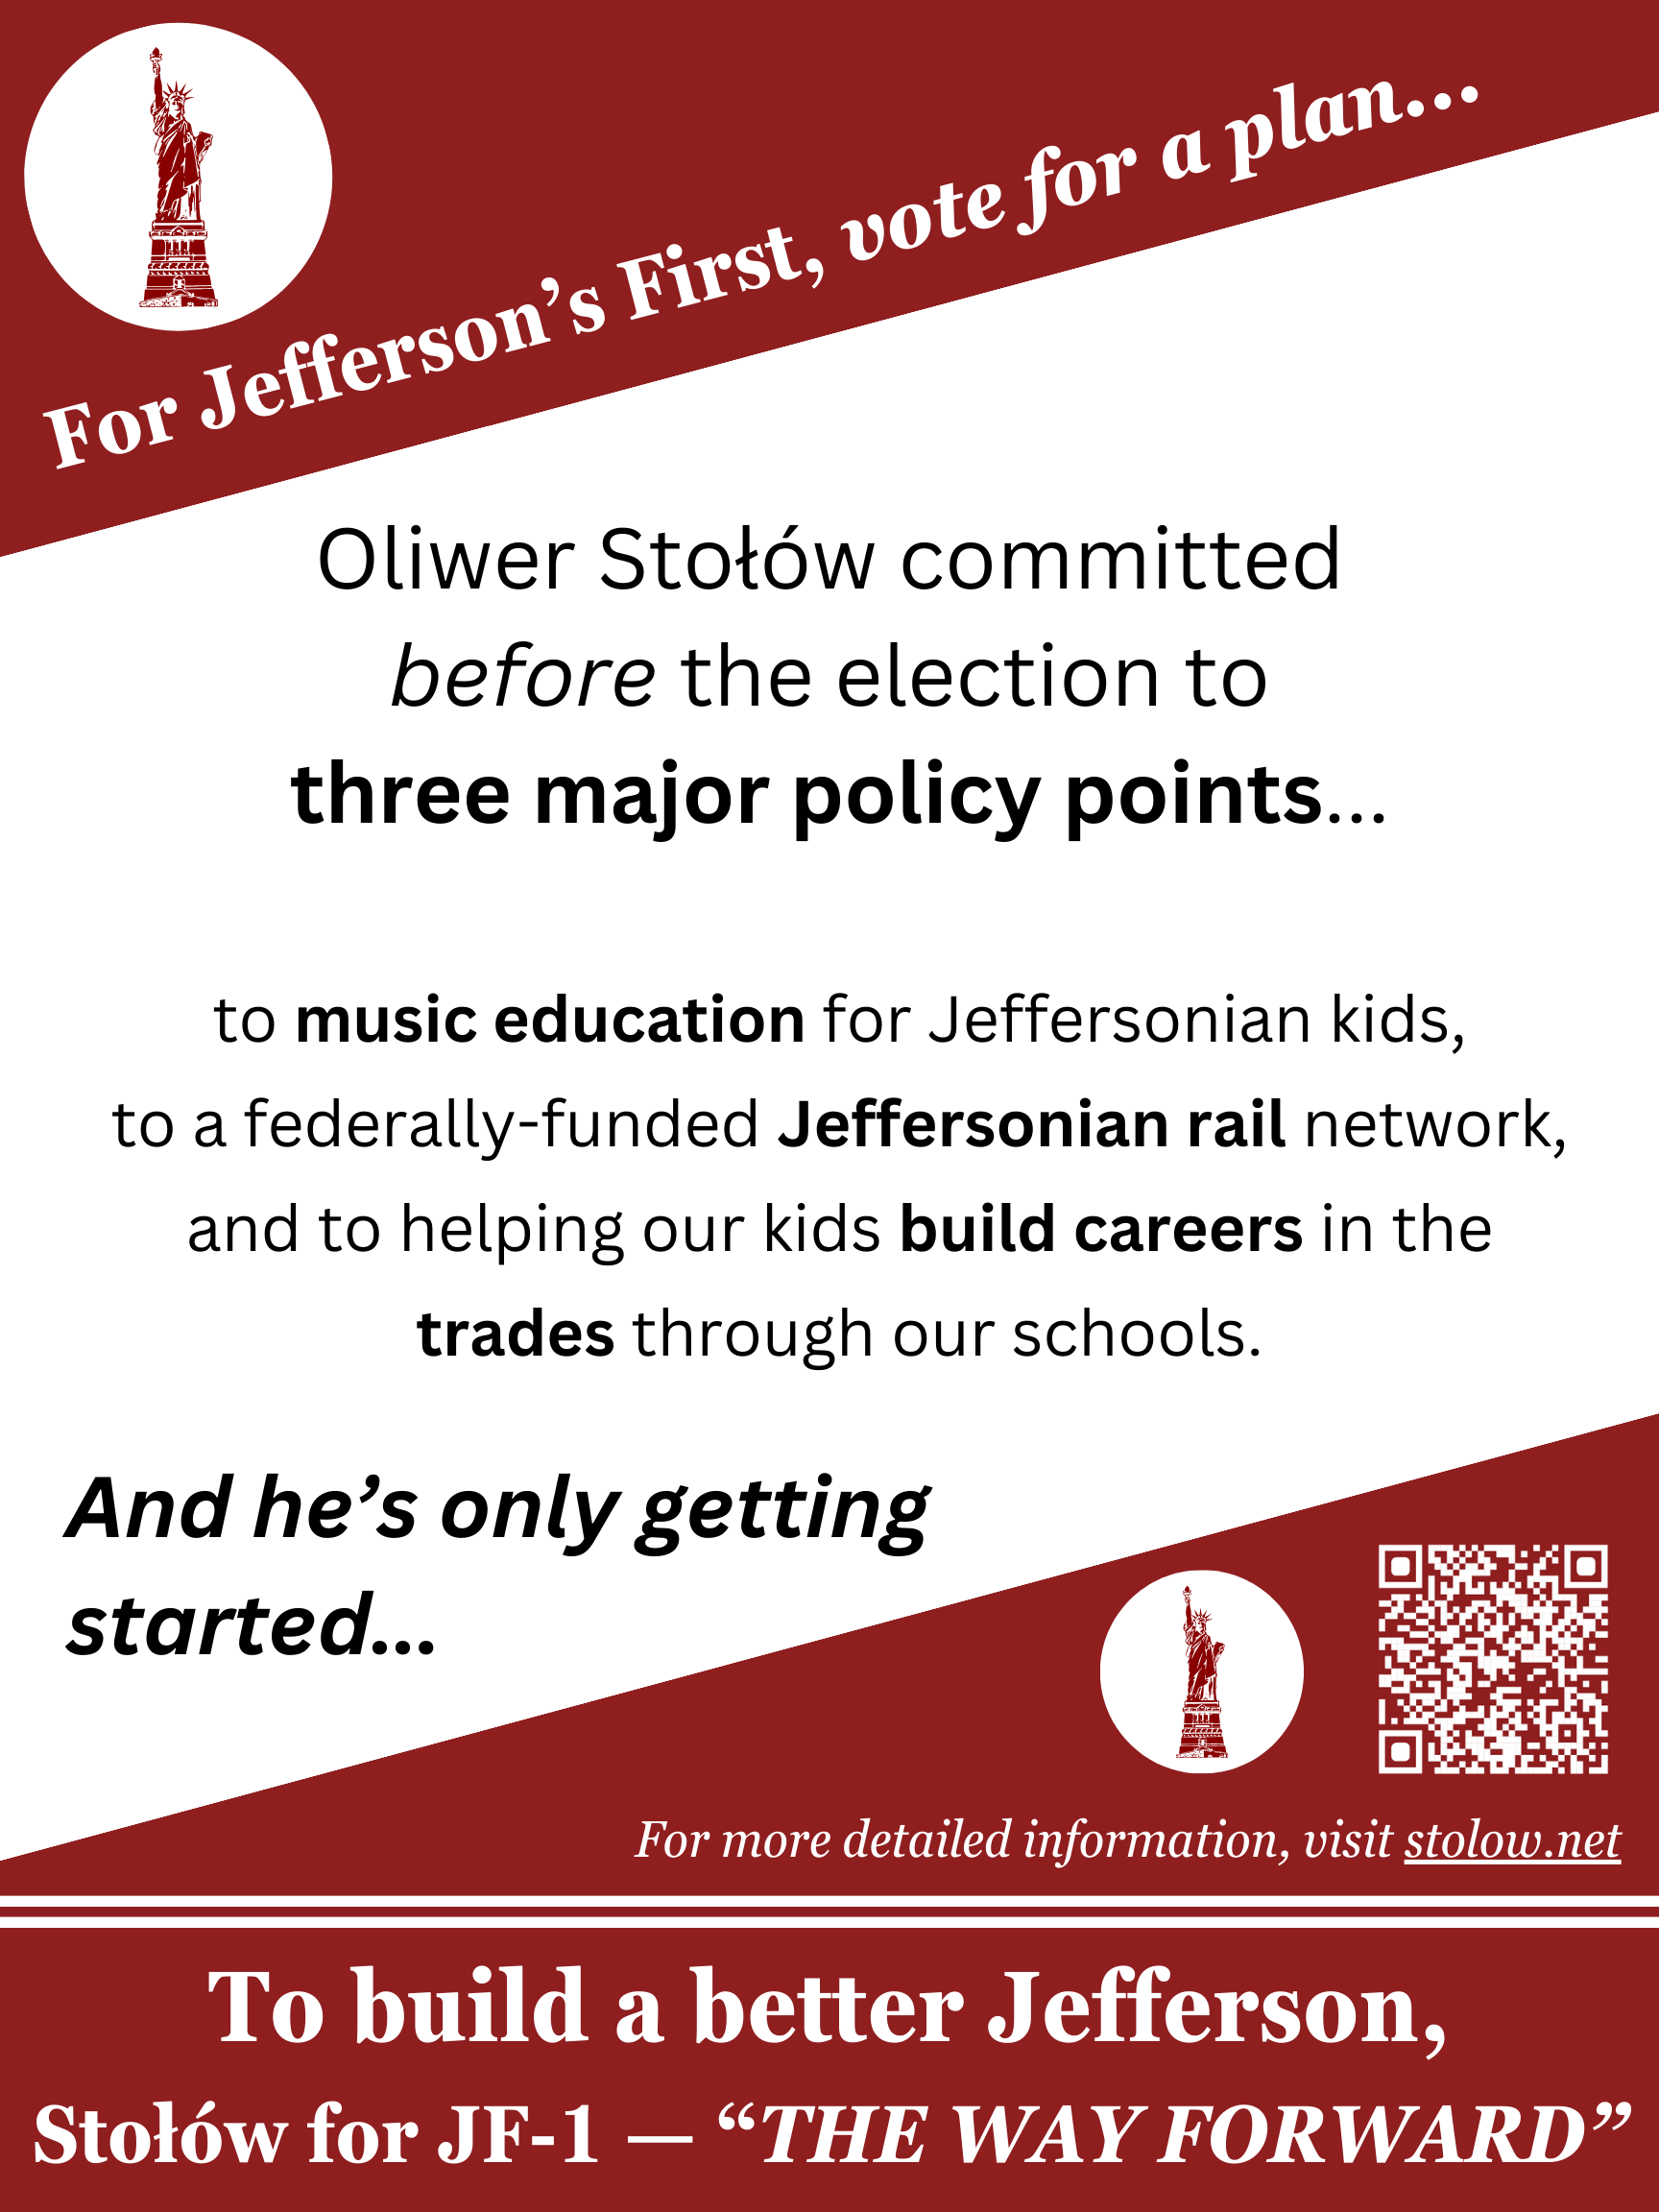 For Jefferson’s First, vote for a plan...
Oliwer Stołów committed
before the election to
three major policy points...
to music education for Jeffersonian kids,
to a federally-funded Jeffersonian rail network,
and to helping our kids build careers in the
trades through our schools.
And he’s only getting
started...
For more detailed information, visit stolow.net
To build a better Jefferson,
Stołów for JF-1 — “THE WAY FORWARD”